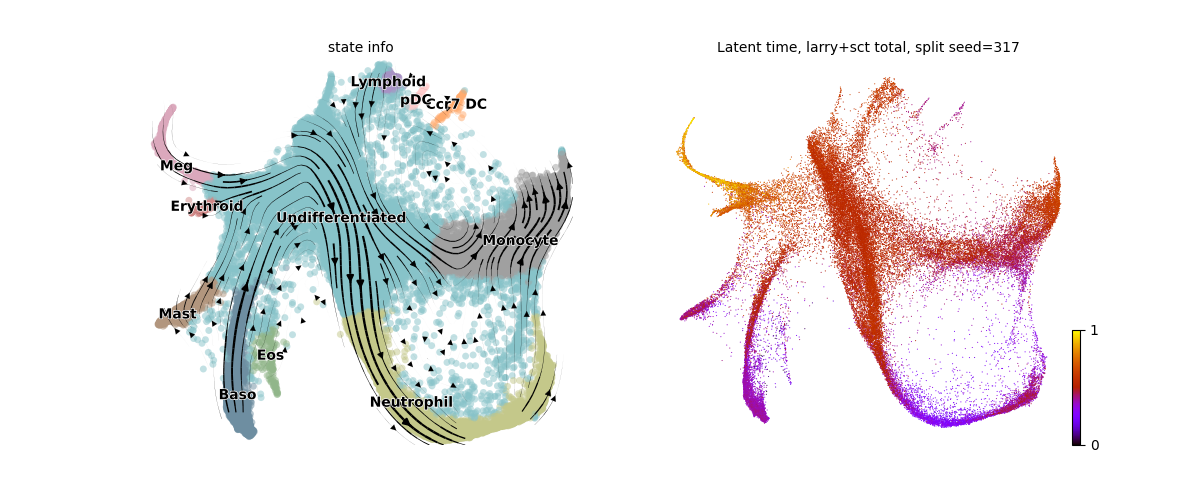 state info
Latent time, larry+sct total, split seed=317
Lymphoid
pDC
Ccr7 DC
Meg
Erythroid
Undifferentiated
Monocyte
Mast
Eos
Baso
Neutrophil
1
0